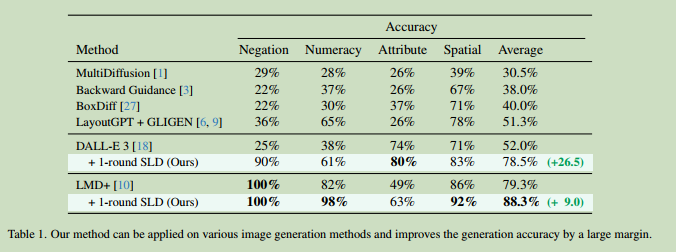 Accuracy
Method Negation Numeracy Attribute Spatial Average
MultiDiffusion [1] 29% 28% 26% 39% 30.5%
Backward Guidance [3] 22% 37% 26% 67% 38.0%
BoxDiff [27] 22% 30% 37% 71% 40.0%
LayoutGPT + GLIGEN [6, 9] 36% 65% 26% 78% 51.3%
DALL-E 3 [18] 25% 38% 74% 71% 52.0%
+ 1-round SLD (Ours) 90% 61% 80% 83% 78.5% (+26.5)
LMD+ [10] 100% 82% 49% 86% 79.3%
+ 1-round SLD (Ours) 100% 98% 63% 92% 88.3% (+ 9.0)
Table 1. Our method can be applied on various image generation methods and improves the generation accuracy by a large margin.